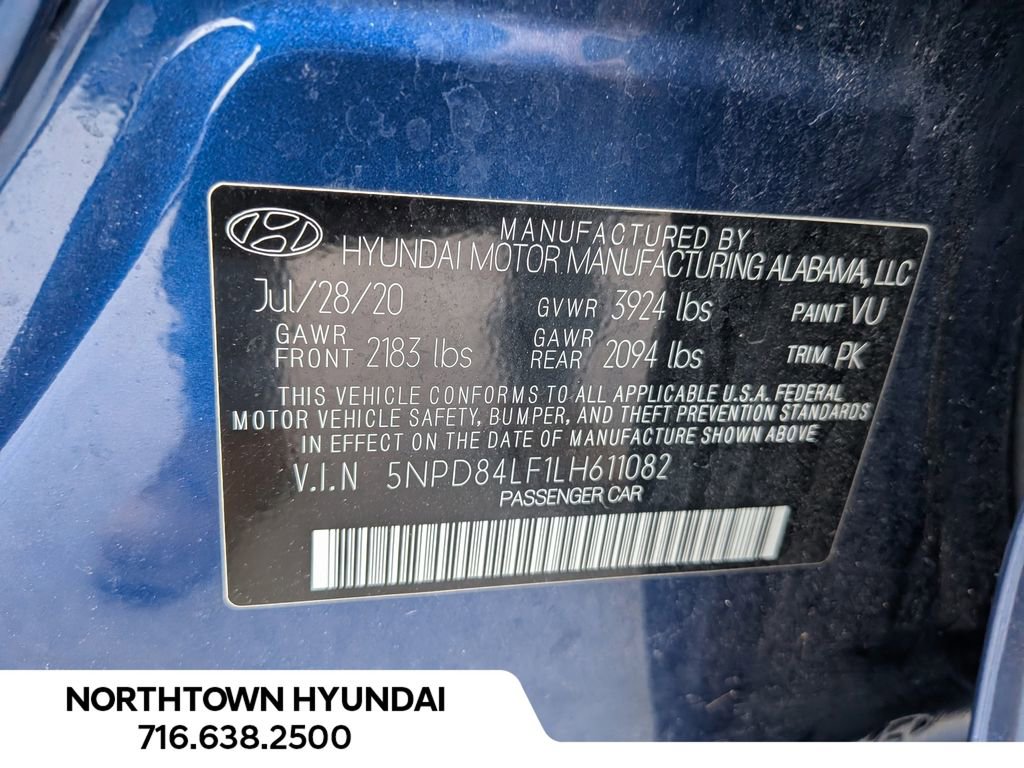 MANUFACTURED BY
HYUNDAI MOTOR MANUFACTURING ALABAMA, LLC
Jul/28/20 GVWR 3924 lbs PAINT VU
GAWR FRONT 2183 lbs GAWR REAR 2094 lbs TRIM PK
THIS VEHICLE CONFORMS TO ALL APPLICABLE U.S.A. FEDERAL
MOTOR VEHICLE SAFETY, BUMPER, AND THEFT PREVENTION STANDARDS
IN EFFECT ON THE DATE OF MANUFACTURE SHOWN ABOVE
V.I.N 5NPD84LF1LH611082
PASSENGER CAR
NORTHTOWN HYUNDAI
716.638.2500